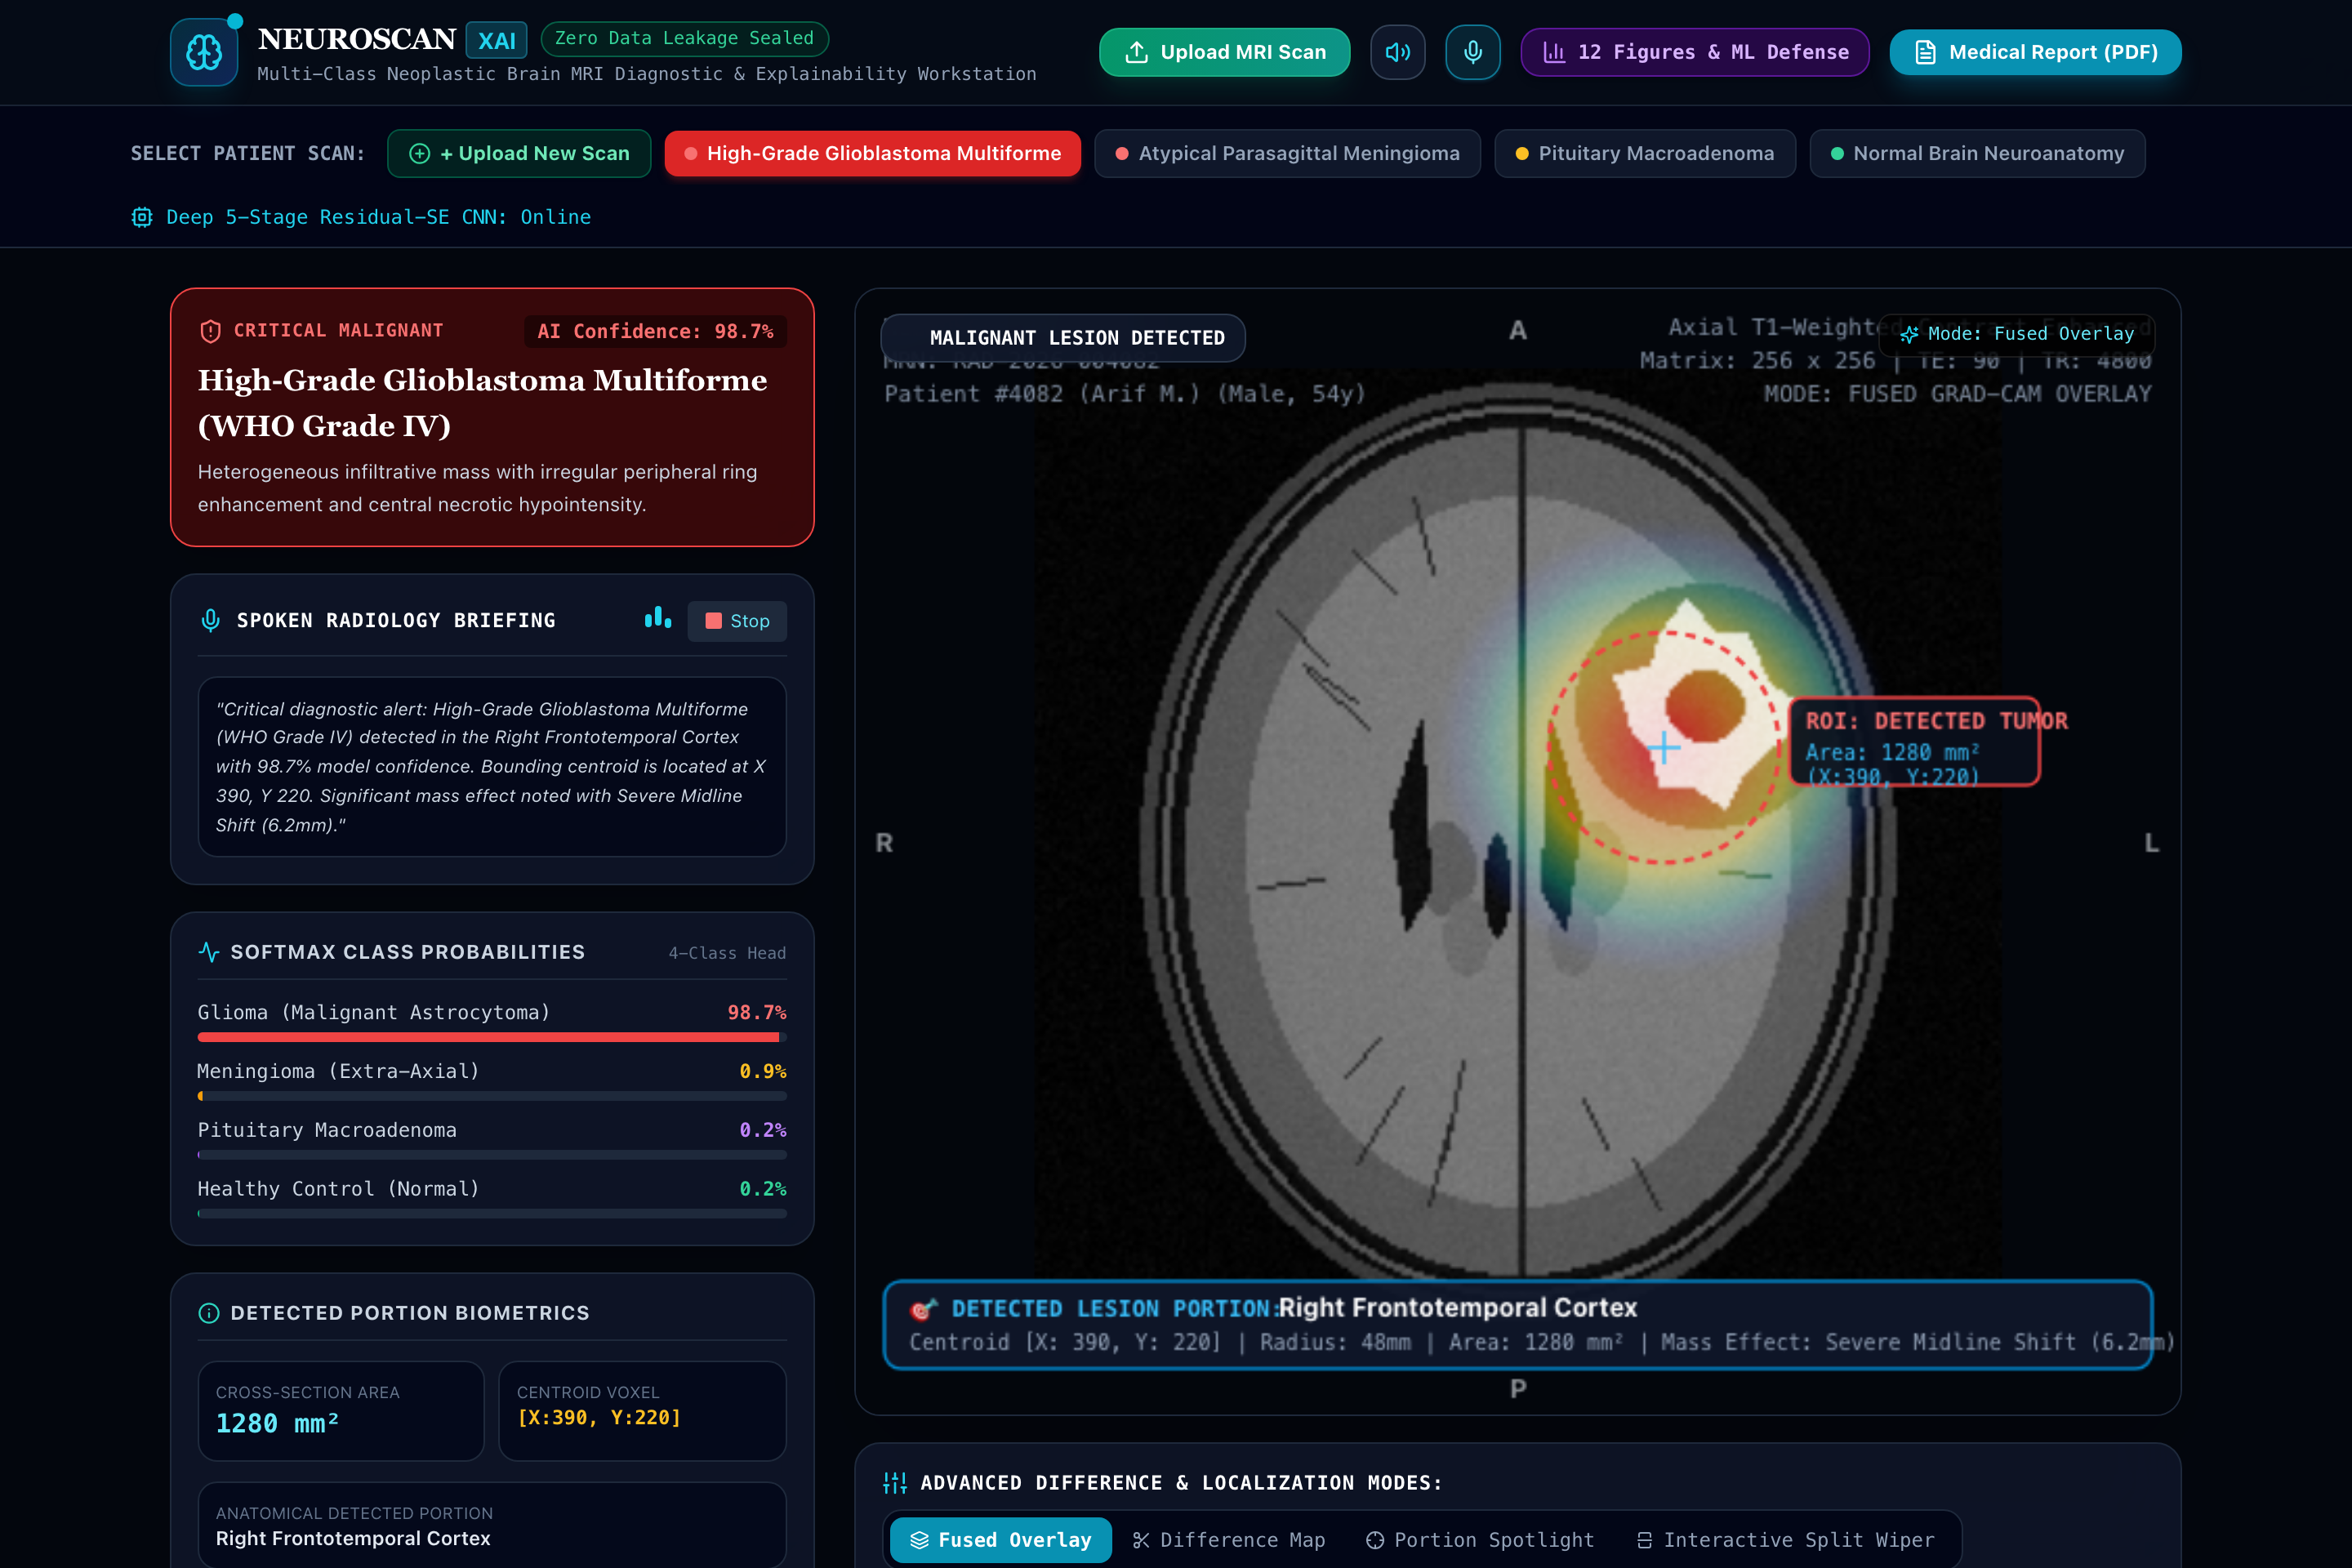 NEUROSCAN XAI Zero Data Leakage Sealed
Multi-Class Neoplastic Brain MRI Diagnostic & Explainability Workstation
Upload MRI Scan
12 Figures & ML Defense
Medical Report (PDF)
SELECT PATIENT SCAN:
+ Upload New Scan
High-Grade Glioblastoma Multiforme
Atypical Parasagittal Meningioma
Pituitary Macroadenoma
Normal Brain Neuroanatomy
Deep 5-Stage Residual-SE CNN: Online
CRITICAL MALIGNANT
AI Confidence: 98.7%
High-Grade Glioblastoma Multiforme
(WHO Grade IV)
Heterogeneous infiltrative mass with irregular peripheral ring
enhancement and central necrotic hypointensity.
SPOKEN RADIOLOGY BRIEFING
Stop
"Critical diagnostic alert: High-Grade Glioblastoma Multiforme
(WHO Grade IV) detected in the Right Frontotemporal Cortex
with 98.7% model confidence. Bounding centroid is located at X
390, Y 220. Significant mass effect noted with Severe Midline
Shift (6.2mm)."
SOFTMAX CLASS PROBABILITIES
4-Class Head
Glioma (Malignant Astrocytoma) 98.7%
Meningioma (Extra-Axial) 0.9%
Pituitary Macroadenoma 0.2%
Healthy Control (Normal) 0.2%
DETECTED PORTION BIOMETRICS
CROSS-SECTION AREA
1280 mm²
CENTROID VOXEL
[X:390, Y:220]
ANATOMICAL DETECTED PORTION
Right Frontotemporal Cortex
MALIGNANT LESION DETECTED
Patient #4082 (Arif M.) (Male, 54y)
A
Axial T1-Weighted
Mode: Fused Overlay
Matrix: 256 x 256 | TE: 90 | TR: 4800
MODE: FUSED GRAD-CAM OVERLAY
R
L
ROI: DETECTED TUMOR
Area: 1280 mm²
(X:390, Y:220)
DETECTED LESION PORTION: Right Frontotemporal Cortex
Centroid [X: 390, Y: 220] | Radius: 48mm | Area: 1280 mm² | Mass Effect: Severe Midline Shift (6.2mm)
P
ADVANCED DIFFERENCE & LOCALIZATION MODES:
Fused Overlay
Difference Map
Portion Spotlight
Interactive Split Wiper